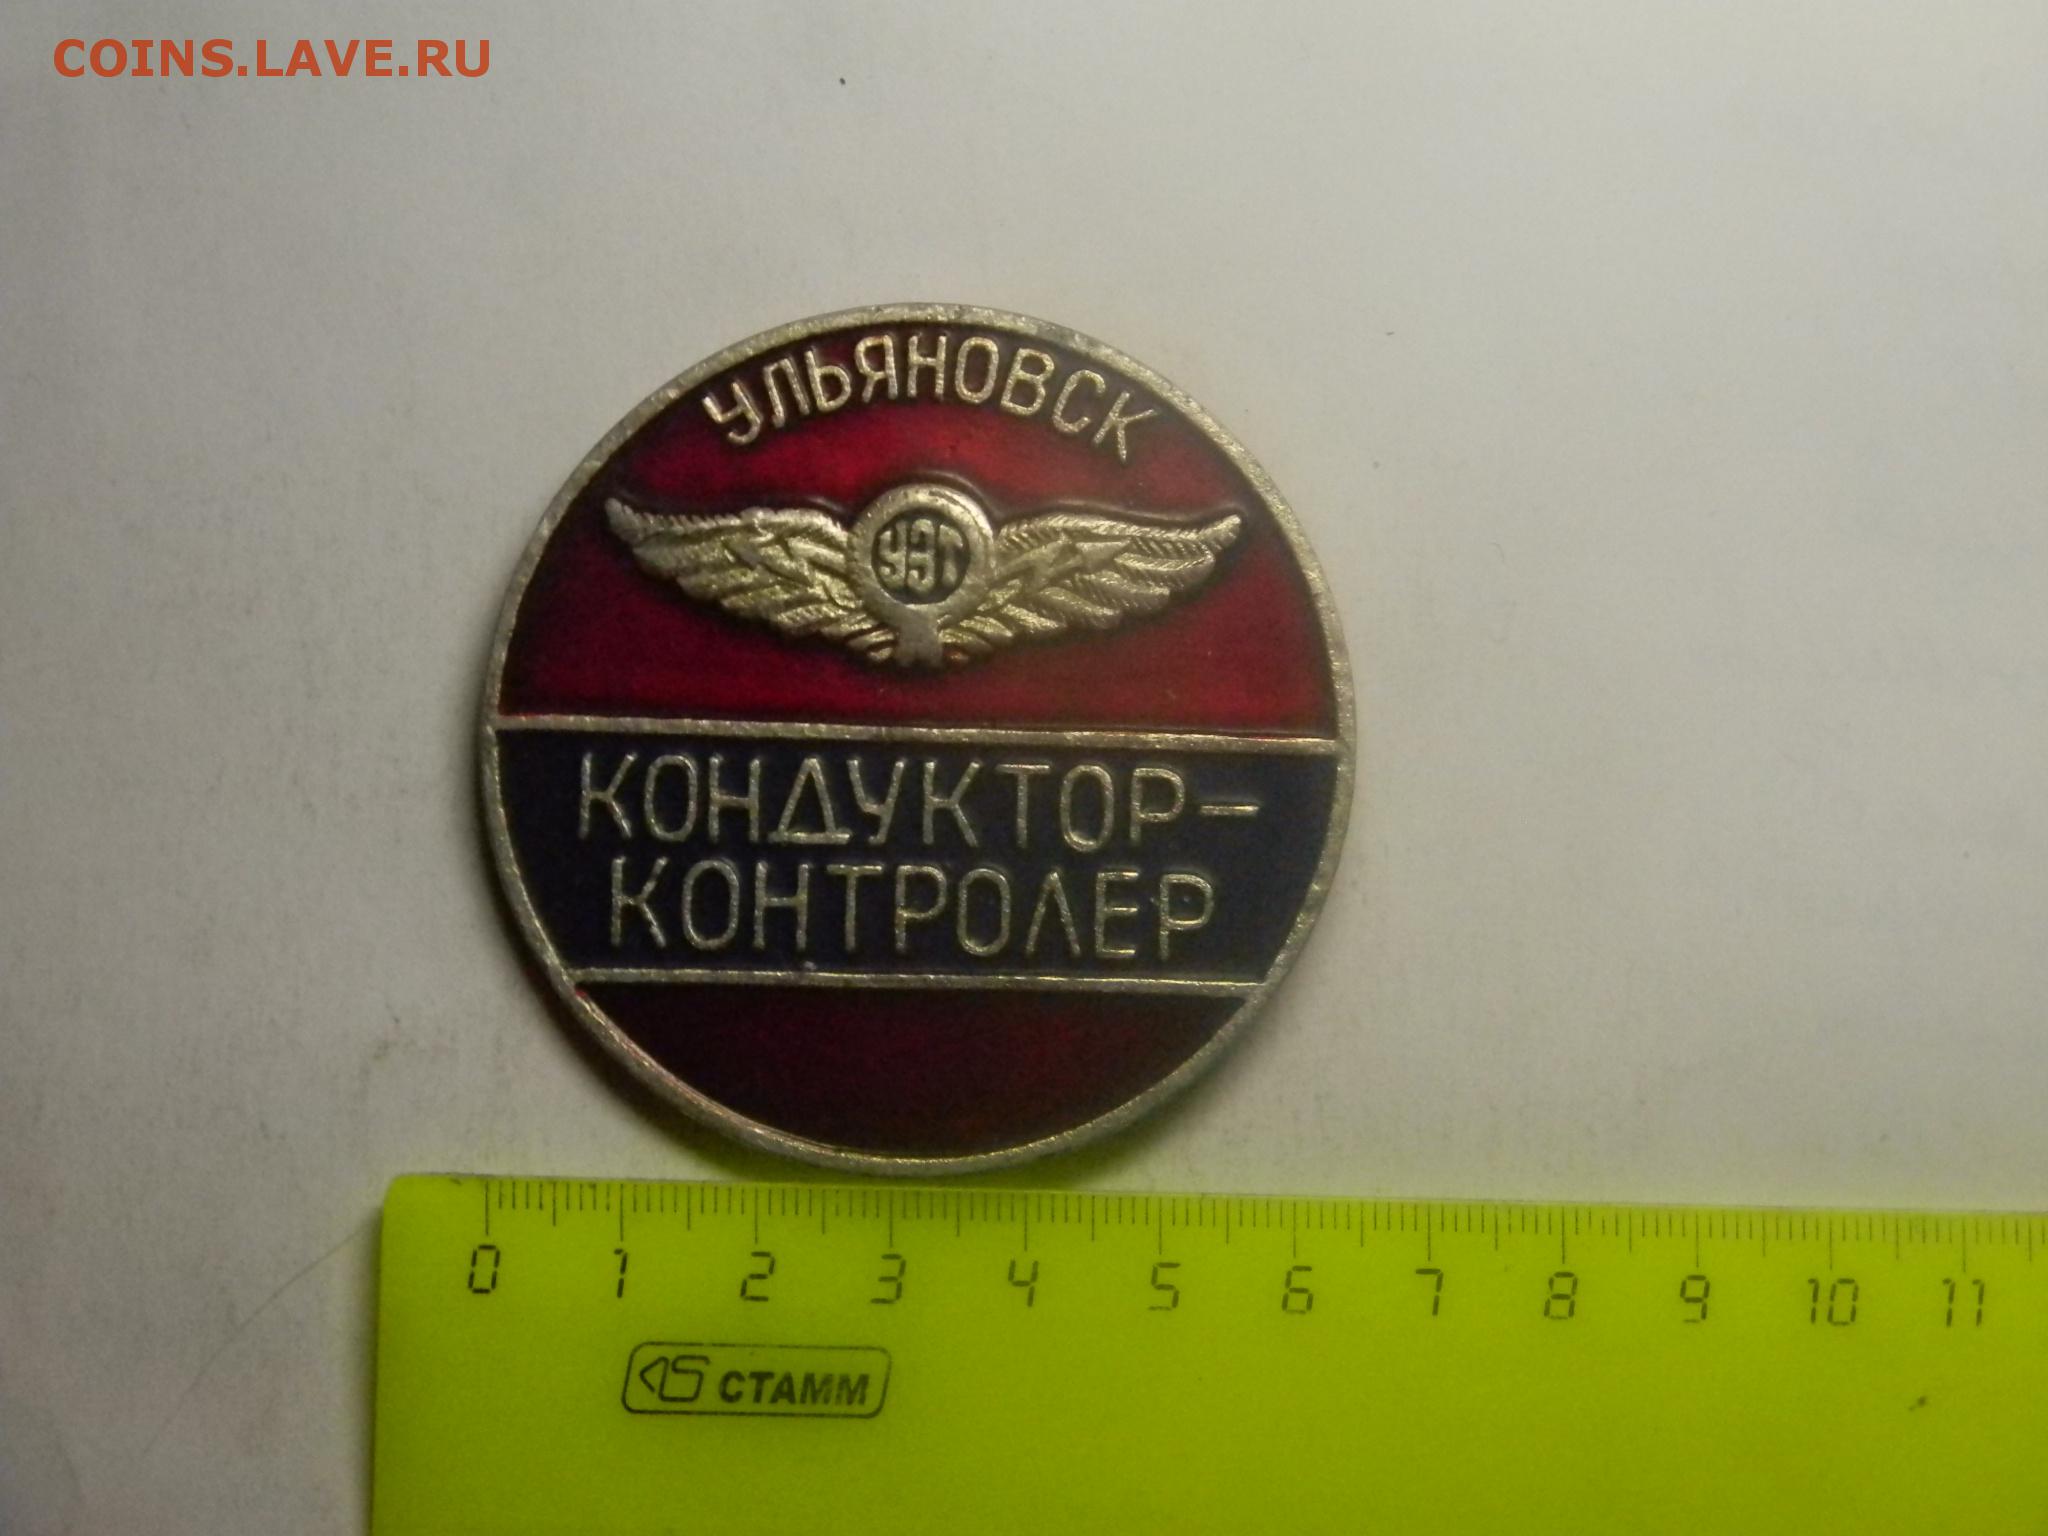 COINS.LAVE.RU
УЛЬЯНОВСК
УЭТ
КОНДУКТОР-
КОНТРОЛЕР
0 1 2 3 4 5 6 7 8 9 10 11
СТАММ